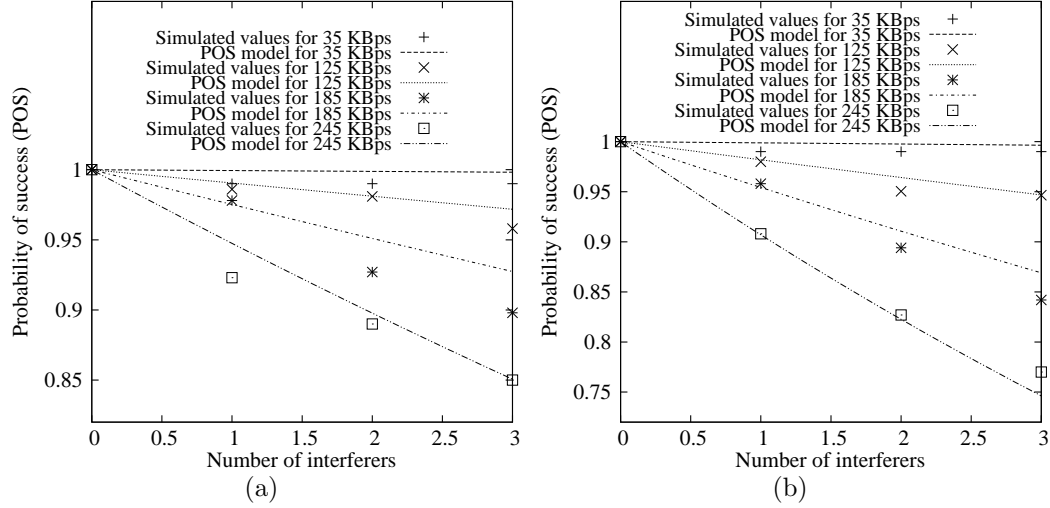 Simulated values for 35 KBps
POS model for 35 KBps
Simulated values for 125 KBps
POS model for 125 KBps
Simulated values for 185 KBps
POS model for 185 KBps
Simulated values for 245 KBps
POS model for 245 KBps
Probability of success (POS)
1
0.95
0.9
0.85
0 0.5 1 1.5 2 2.5 3
Number of interferers
(a)
Simulated values for 35 KBps
POS model for 35 KBps
Simulated values for 125 KBps
POS model for 125 KBps
Simulated values for 185 KBps
POS model for 185 KBps
Simulated values for 245 KBps
POS model for 245 KBps
Probability of success (POS)
1
0.95
0.9
0.85
0.8
0.75
0 0.5 1 1.5 2 2.5 3
Number of interferers
(b)